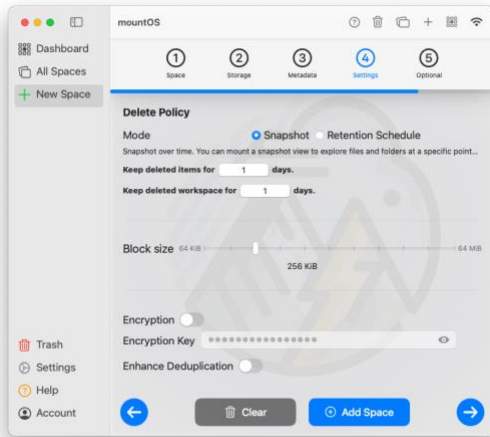 mountOS
Dashboard
All Spaces
New Space
1
Space
2
Storage
3
Metadata
4
Settings
5
Optional
Delete Policy
Mode Snapshot Retention Schedule
Snapshot over time. You can mount a snapshot view to explore files and folders at a specific point...
Keep deleted items for 1 days.
Keep deleted workspace for 1 days.
Block size 64 KiB 64 MiB
256 KiB
Encryption
Encryption Key
Enhance Deduplication
Trash
Settings
Help
Account
Clear
Add Space